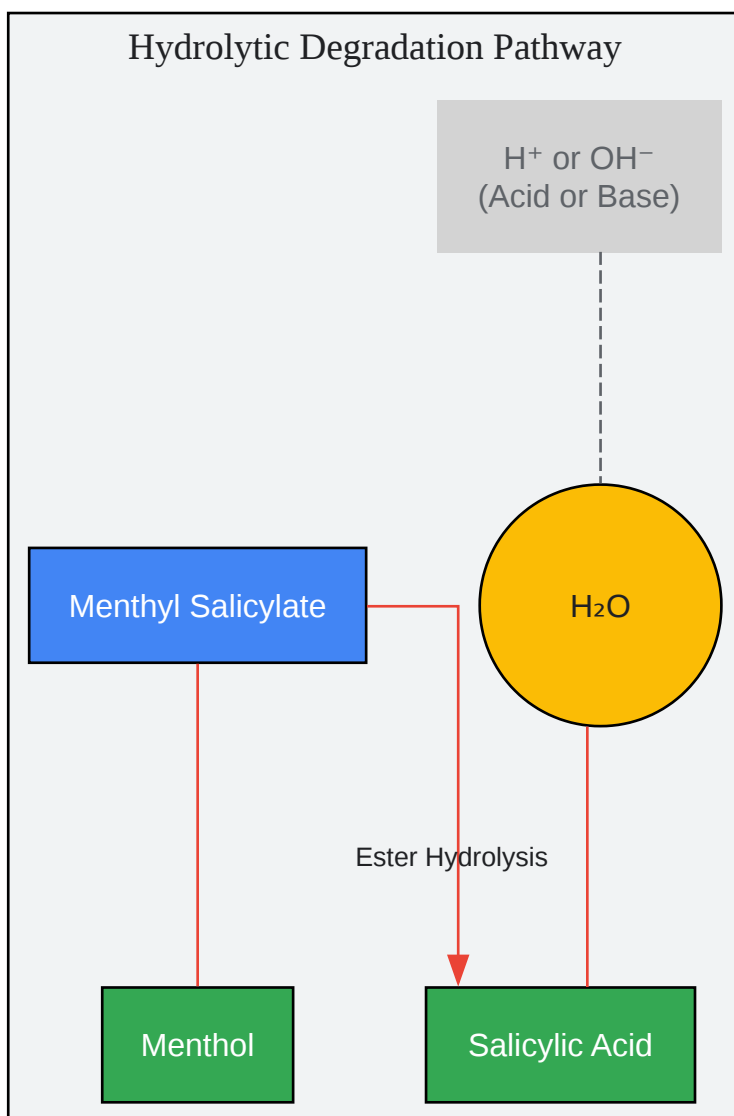 Hydrolytic Degradation Pathway
H⁺ or OH⁻
(Acid or Base)
Menthyl Salicylate
H₂O
Ester Hydrolysis
Menthol
Salicylic Acid